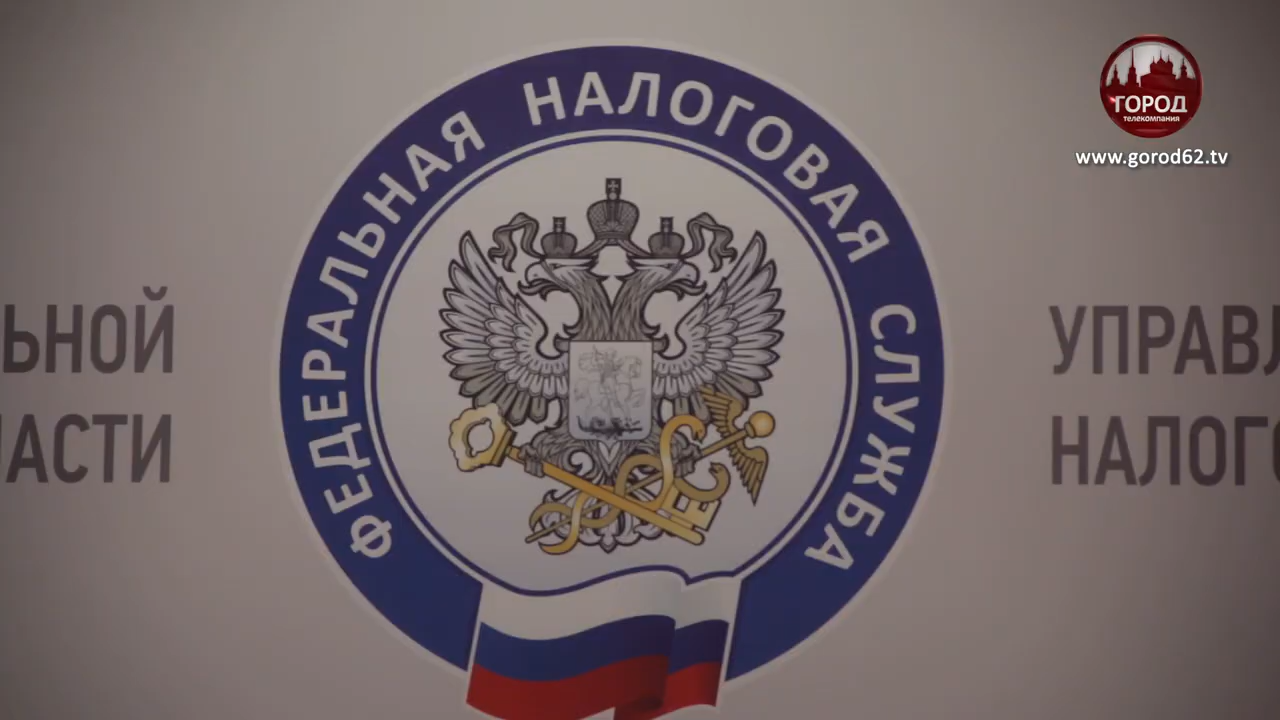 ФЕДЕРАЛЬНАЯ НАЛОГОВАЯ СЛУЖБА
ГОРОД
телекомпания
www.gorod62.tv
ЬНОЙ
АСТИ
УПРАВЛ
НАЛОГО